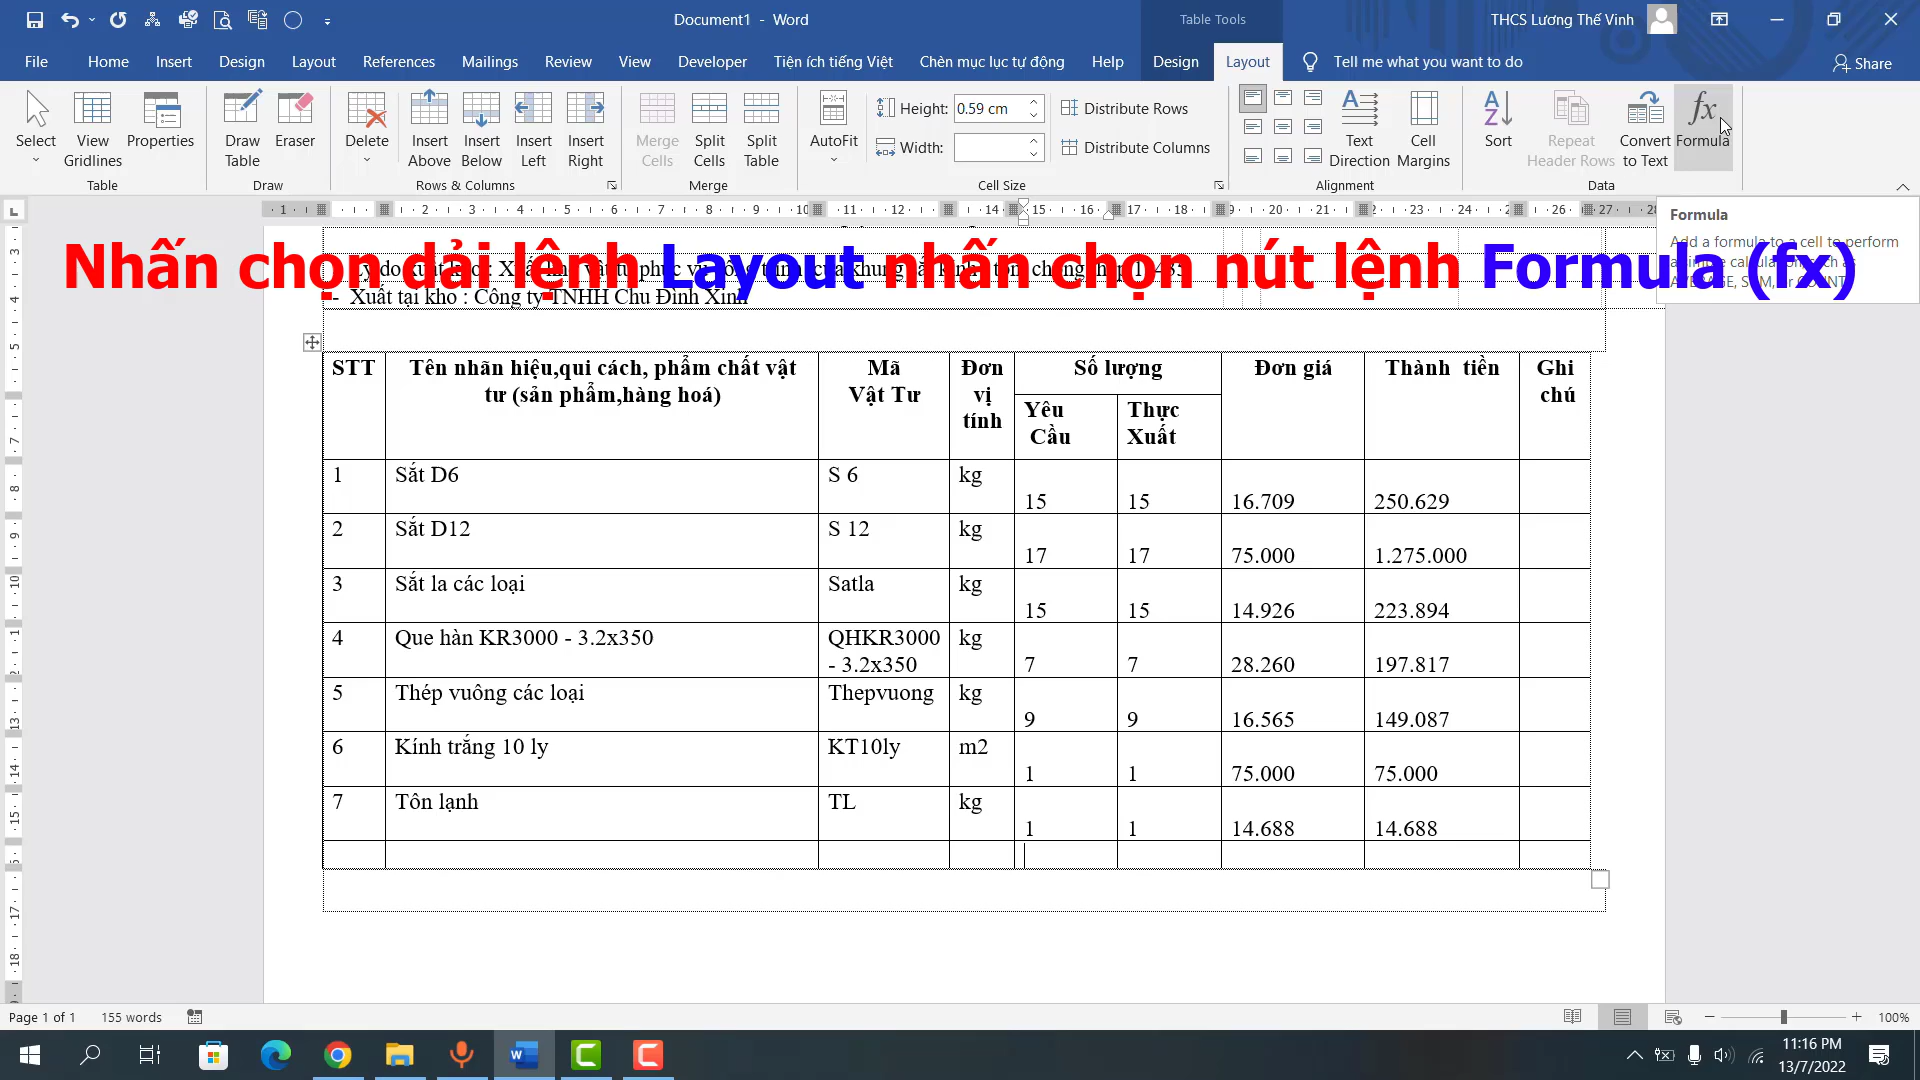 Document1 - Word
Table Tools
THCS Lương Thế Vinh
File Home Insert Design Layout References Mailings Review View Developer Tiện ích tiếng Việt Chèn mục lục tự động Help Design Layout Tell me what you want to do Share
Select View Gridlines Properties Draw Table Eraser Delete Insert Above Insert Below Insert Left Insert Right Merge Cells Split Cells Split Table AutoFit Height: 0.59 cm Width: Distribute Rows Distribute Columns Text Direction Cell Margins Sort Repeat Header Rows Convert to Text Formula
Table Draw Rows & Columns Merge Cell Size Alignment Data
Formula
Add a formula to a cell to perform
Nhấn chọn dải lệnh Layout nhấn chọn nút lệnh Formula (fx)
- Xuất tại kho : Công ty TNHH Chu Đình Xinh
STT Tên nhãn hiệu,qui cách, phẩm chất vật tư (sản phẩm,hàng hoá) Mã Vật Tư Đơn vị tính Số lượng Đơn giá Thành tiền Ghi chú
Yêu Cầu Thực Xuất
1 Sắt D6 S 6 kg 15 15 16.709 250.629
2 Sắt D12 S 12 kg 17 17 75.000 1.275.000
3 Sắt la các loại Satla kg 15 15 14.926 223.894
4 Que hàn KR3000 - 3.2x350 QHKR3000 - 3.2x350 kg 7 7 28.260 197.817
5 Thép vuông các loại Thepvuong kg 9 9 16.565 149.087
6 Kính trắng 10 ly KT10ly m2 1 1 75.000 75.000
7 Tôn lạnh TL kg 1 1 14.688 14.688
Page 1 of 1 155 words 100%
11:16 PM
13/7/2022